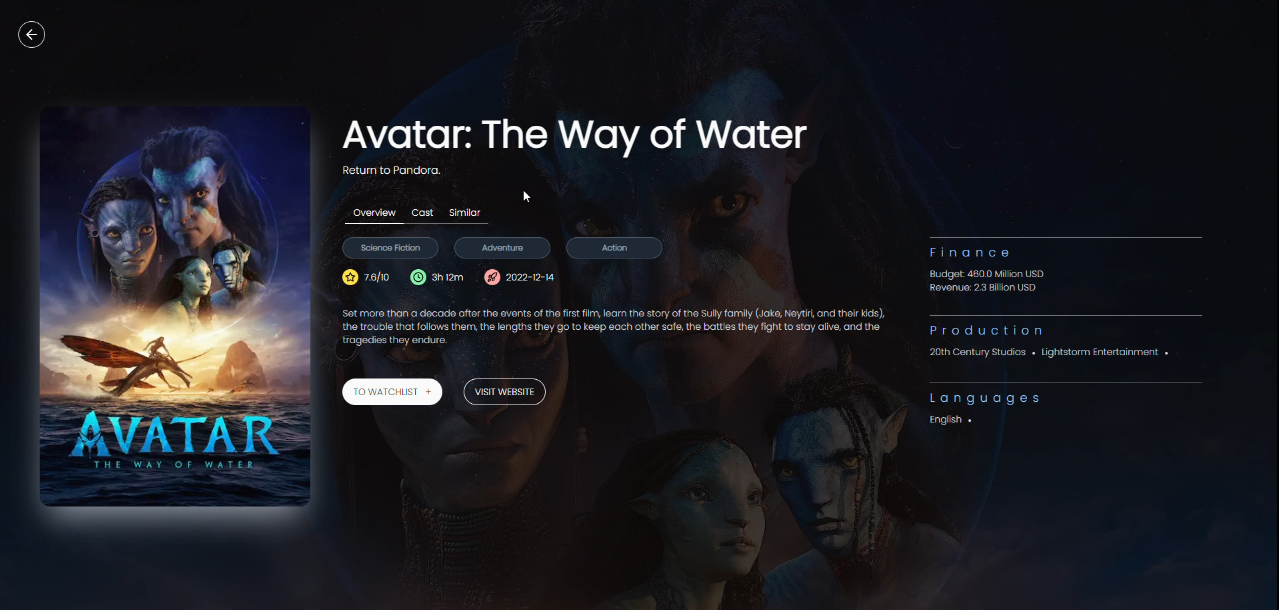 Avatar: The Way of Water
Return to Pandora.
Overview Cast Similar
Science Fiction Adventure Action
7.6/10 3h 12m 2022-12-14
Set more than a decade after the events of the first film, learn the story of the Sully family (Jake, Neytiri, and their kids),
the trouble that follows them, the lengths they go to keep each other safe, the battles they fight to stay alive, and the
tragedies they endure.
TO WATCHLIST + VISIT WEBSITE
AVATAR
THE WAY OF WATER
Finance
Budget: 460.0 Million USD
Revenue: 2.3 Billion USD
Production
20th Century Studios • Lightstorm Entertainment •
Languages
English •